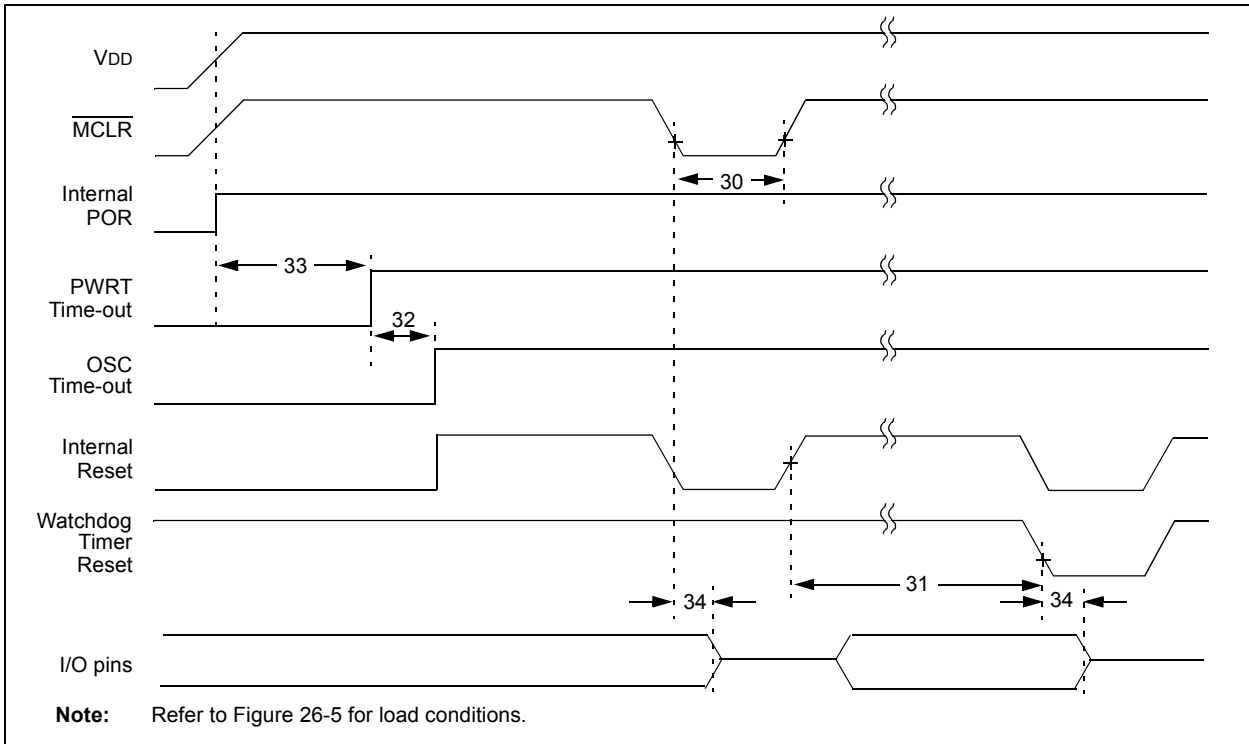 VDD
MCLR
30
Internal
POR
33
PWRT
Time-out
32
OSC
Time-out
Internal
Reset
Watchdog
Timer
Reset
31
34
34
I/O pins
Note: Refer to Figure 26-5 for load conditions.